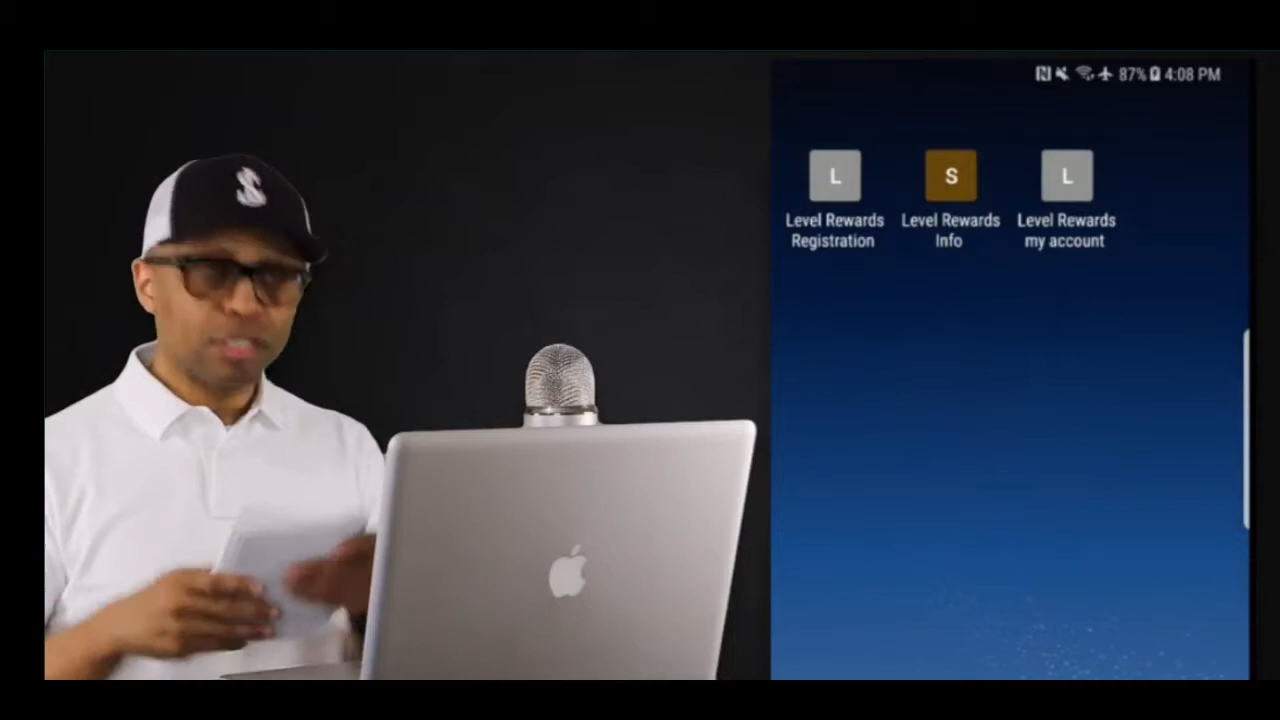 S
N 87% 4:08 PM
L S L
Level Rewards Level Rewards Level Rewards
Registration Info my account